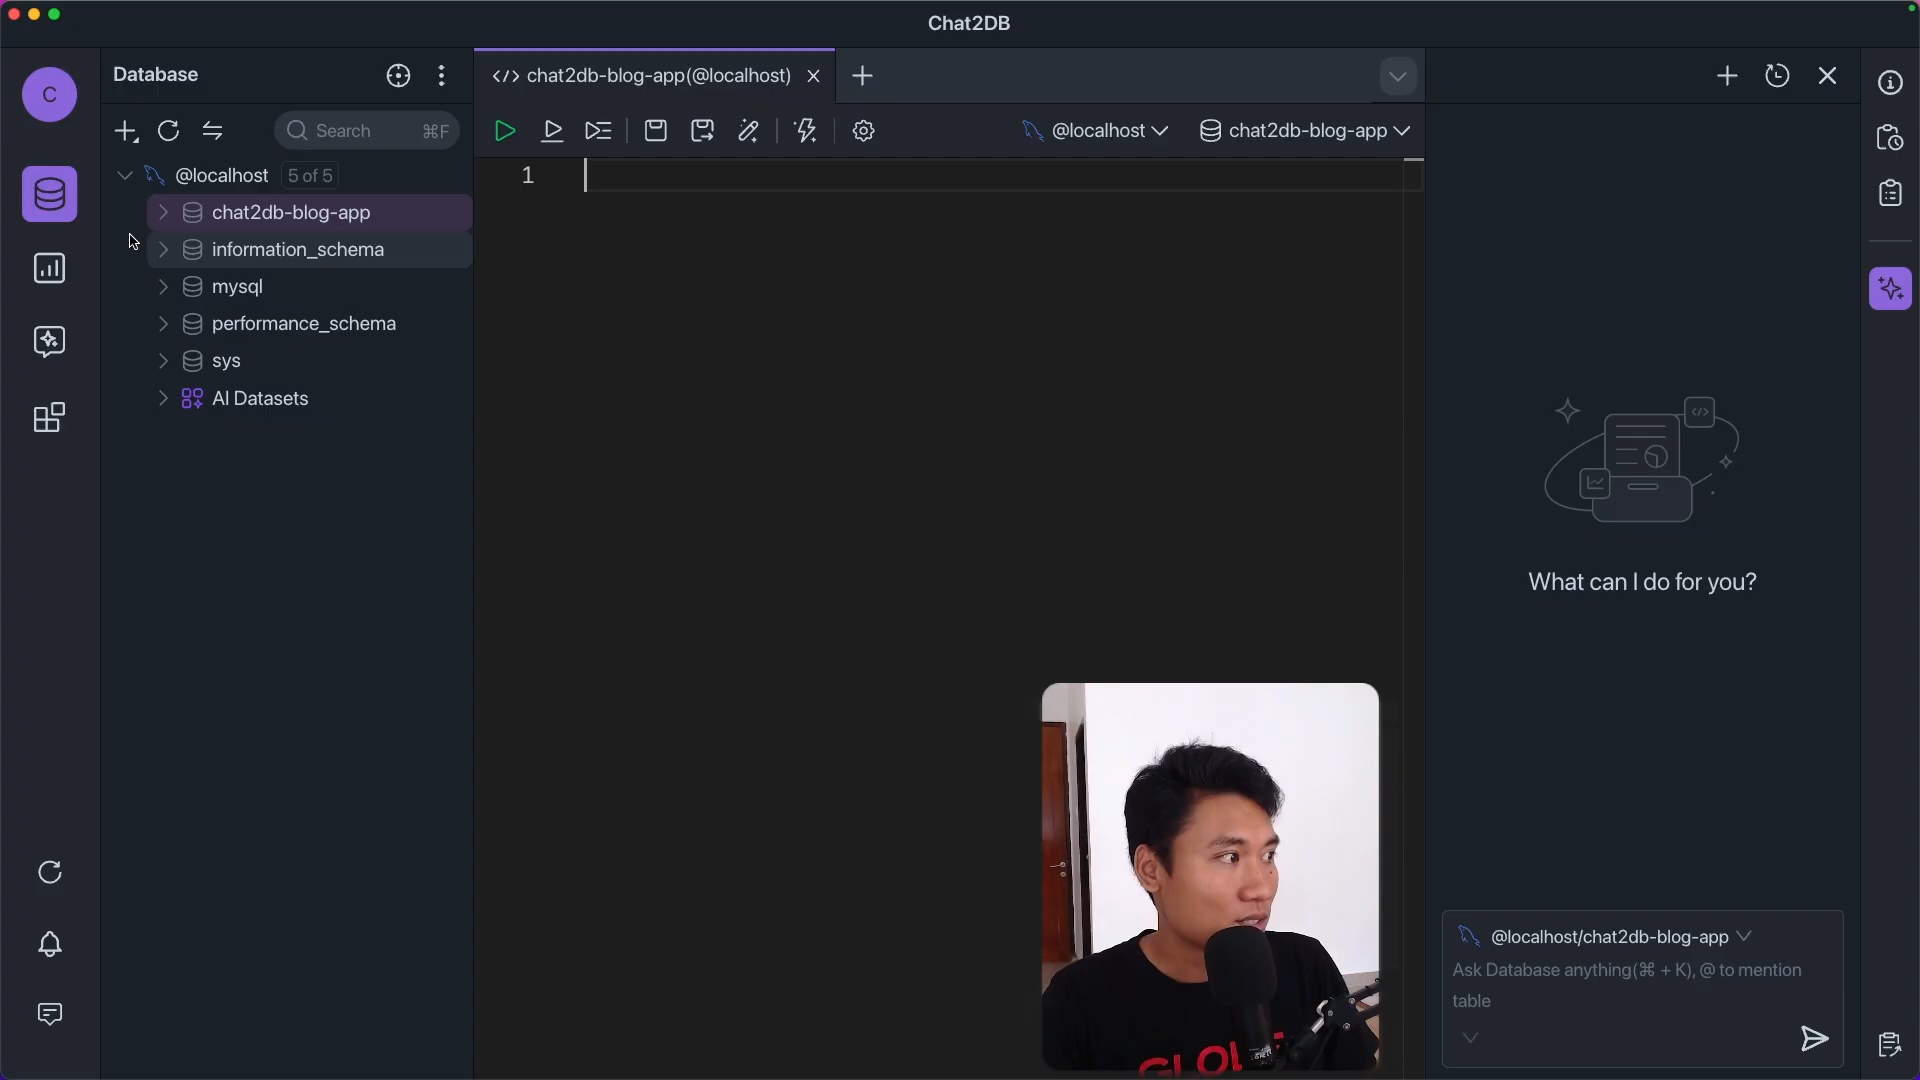 Chat2DB
C
Database
chat2db-blog-app(@localhost)
Search ⌘F
@localhost
chat2db-blog-app
@localhost 5 of 5
chat2db-blog-app
information_schema
mysql
performance_schema
sys
AI Datasets
1
What can I do for you?
@localhost/chat2db-blog-app
Ask Database anything(⌘ + K), @ to mention
table